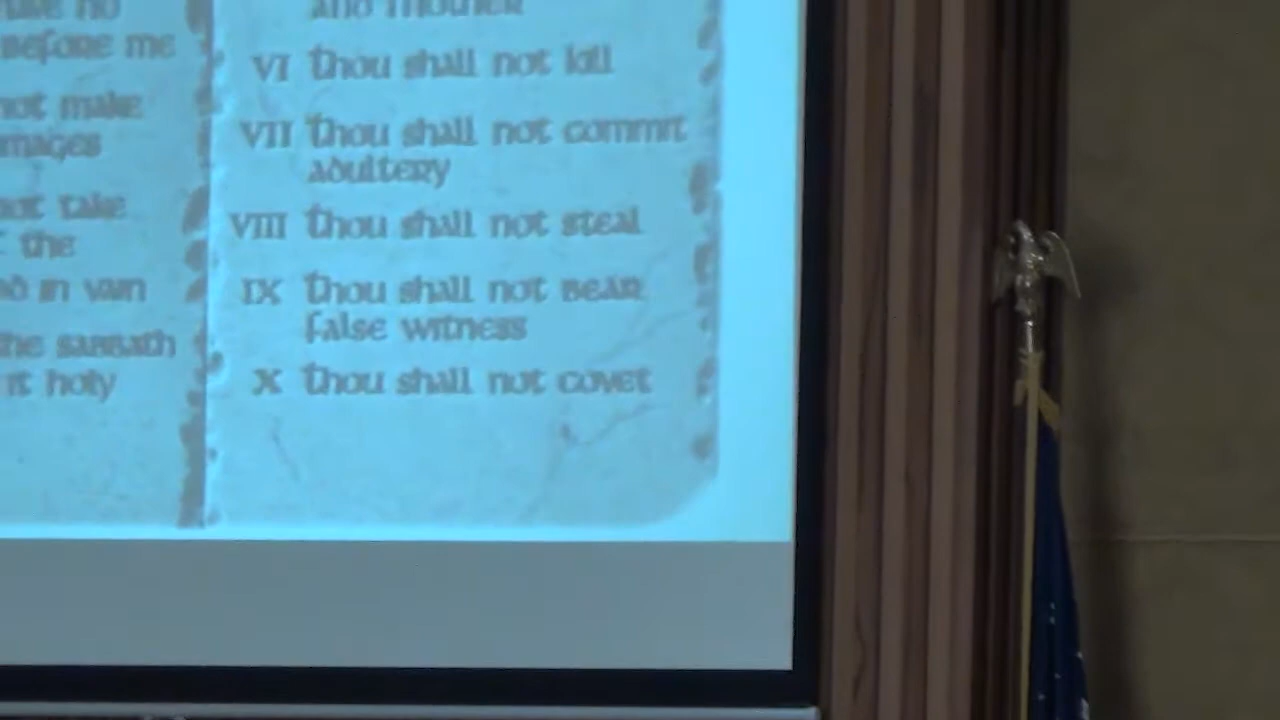 before me
not make
images
not take
the
in vain
the sabbath
it holy
and mother
VI thou shall not kill
VII thou shall not commit
adultery
VIII thou shall not steal
IX thou shall not bear
false witness
X thou shall not covet